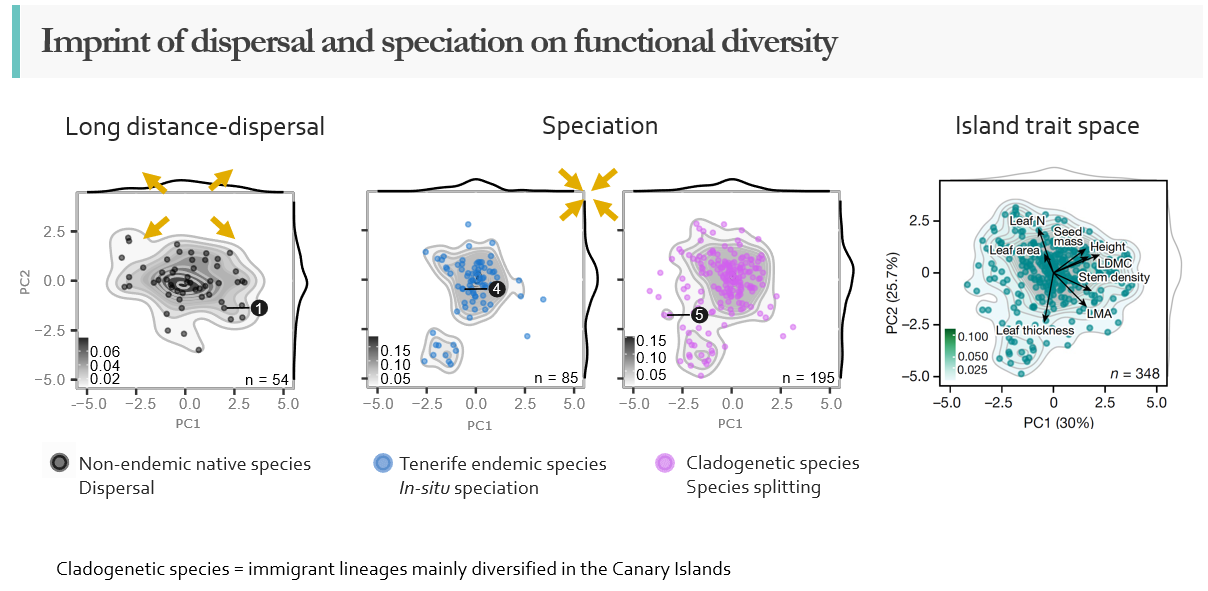 Imprint of dispersal and speciation on functional diversity
Long distance-dispersal
Speciation
Island trait space
PC2
2.5
0.0
−2.5
−5.0
0.06
0.04
0.02
1
n = 54
−5.0 −2.5 0.0 2.5 5.0
PC1
0.15
0.10
0.05
4
n = 85
−5.0 −2.5 0.0 2.5 5.0
PC1
0.15
0.10
0.05
5
n = 195
−5.0 −2.5 0.0 2.5 5.0
PC1
PC2 (25.7%)
2.5
0
−2.5
−5.0
Leaf N
Seed
mass
Height
Leaf area
LDMC
Stem density
LMA
Leaf thickness
0.100
0.050
0.025
n = 348
−5.0 −2.5 0 2.5 5.0
PC1 (30%)
Non-endemic native species
Dispersal
Tenerife endemic species
In-situ speciation
Cladogenetic species
Species splitting
Cladogenetic species = immigrant lineages mainly diversified in the Canary Islands